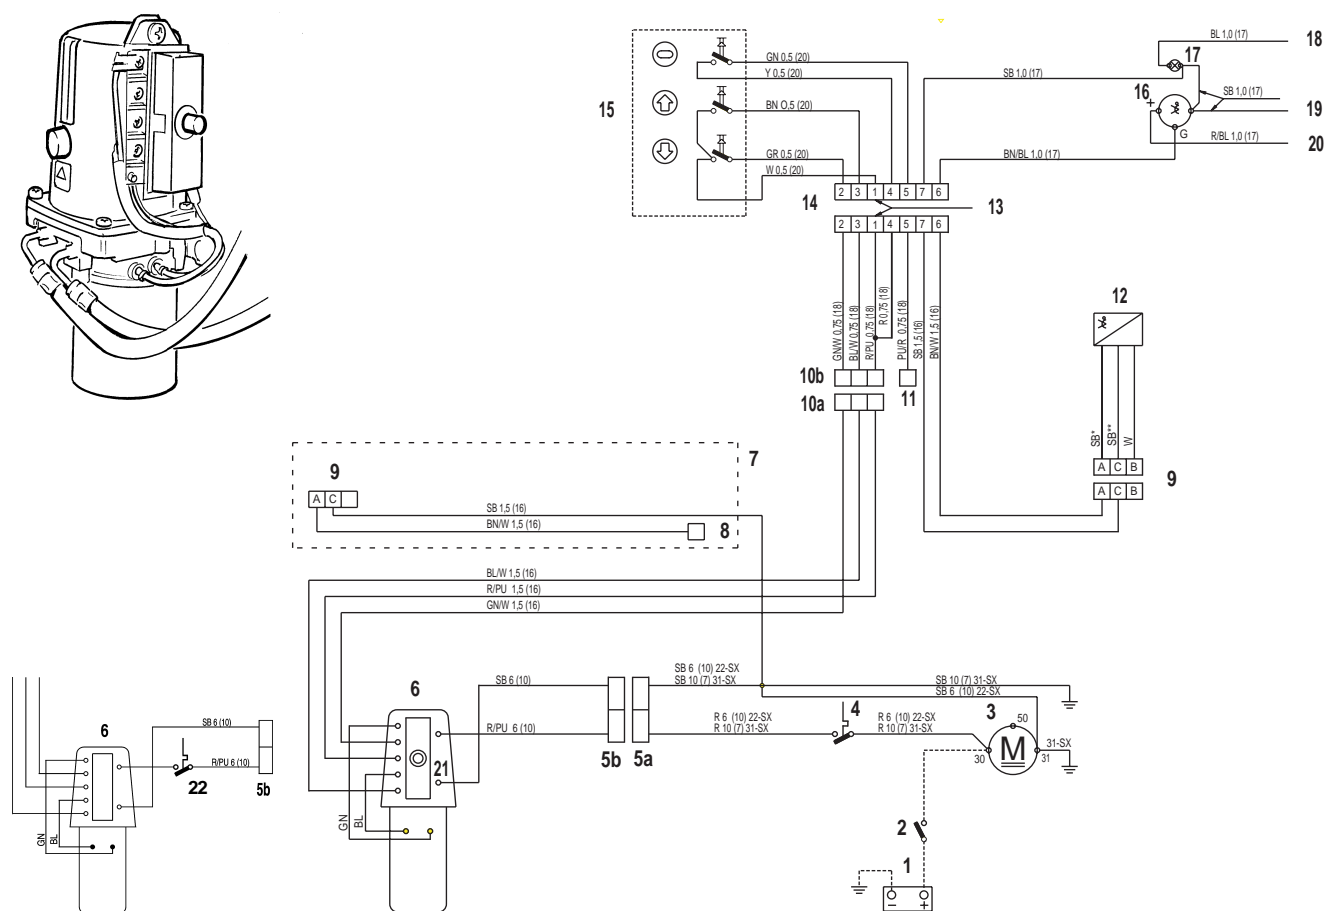 BL 1,0 (17)
18
GN 0,5 (20)
17
Y 0,5 (20)
SB 1,0 (17)
16
+
SB 1,0 (17)
15
BN O,5 (20)
19
G
R/BL 1,0 (17)
20
GR 0,5 (20)
BN/BL 1,0 (17)
W 0,5 (20)
2 3 1 4 5 7 6
14
13
2 3 1 4 5 7 6
12
GN/W 0,75 (18)
BL/W 0,75 (18)
R/PU 0,75 (18)
R 0,75 (18)
PU/R 0,75 (18)
SB 1,5 (16)
BN/W 1,5 (16)
10b
11
10a
SB*
SB**
W
7
A C B
9
A C B
9
A C
SB 1,5 (16)
BN/W 1,5 (16)
8
BL/W 1,5 (16)
R/PU 1,5 (16)
GN/W 1,5 (16)
SB 6 (10) 22-SX
SB 10 (7) 31-SX
SB 6 (10)
SB 10 (7) 31-SX
SB 6 (10) 22-SX
6
4
3
50
R 6 (10) 22-SX
R 10 (7) 31-SX
R 6 (10) 22-SX
R 10 (7) 31-SX
R/PU 6 (10)
M
31-SX
30
31
5b
5a
21
GN
BL
2
1
− +
6
SB 6 (10)
R/PU 6 (10)
22
5b
GN
BL